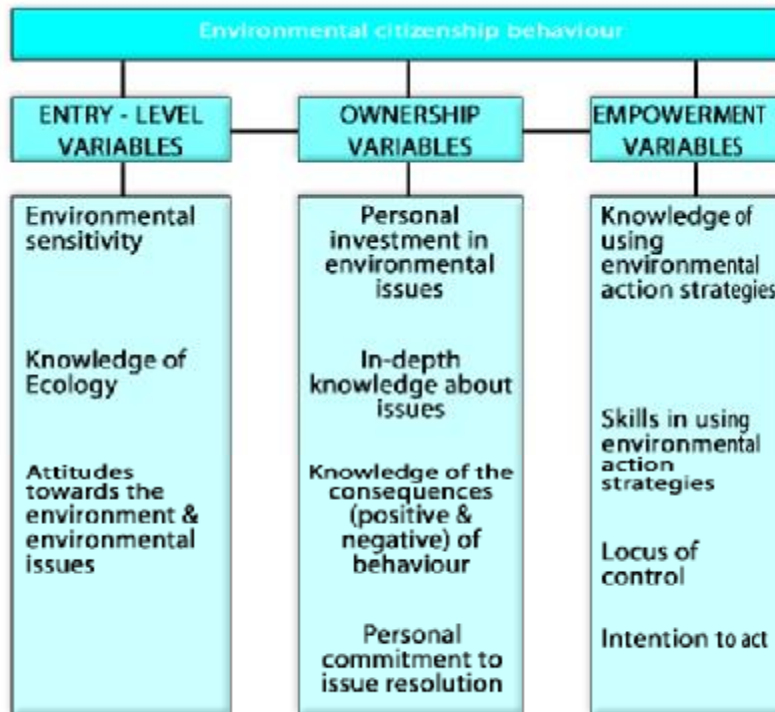 Environmental citizenship behaviour
ENTRY - LEVEL
VARIABLES
OWNERSHIP
VARIABLES
EMPOWERMENT
VARIABLES
Environmental
sensitivity
Knowledge of
Ecology
Attitudes
towards the
environment &
environmental
issues
Personal
investment in
environmental
issues
In-depth
knowledge about
issues
Knowledge of the
consequences
(positive &
negative) of
behaviour
Personal
commitment to
issue resolution
Knowledge of
using
environmental
action strategies
Skills in using
environmental
action
strategies
Locus of
control
Intention to act